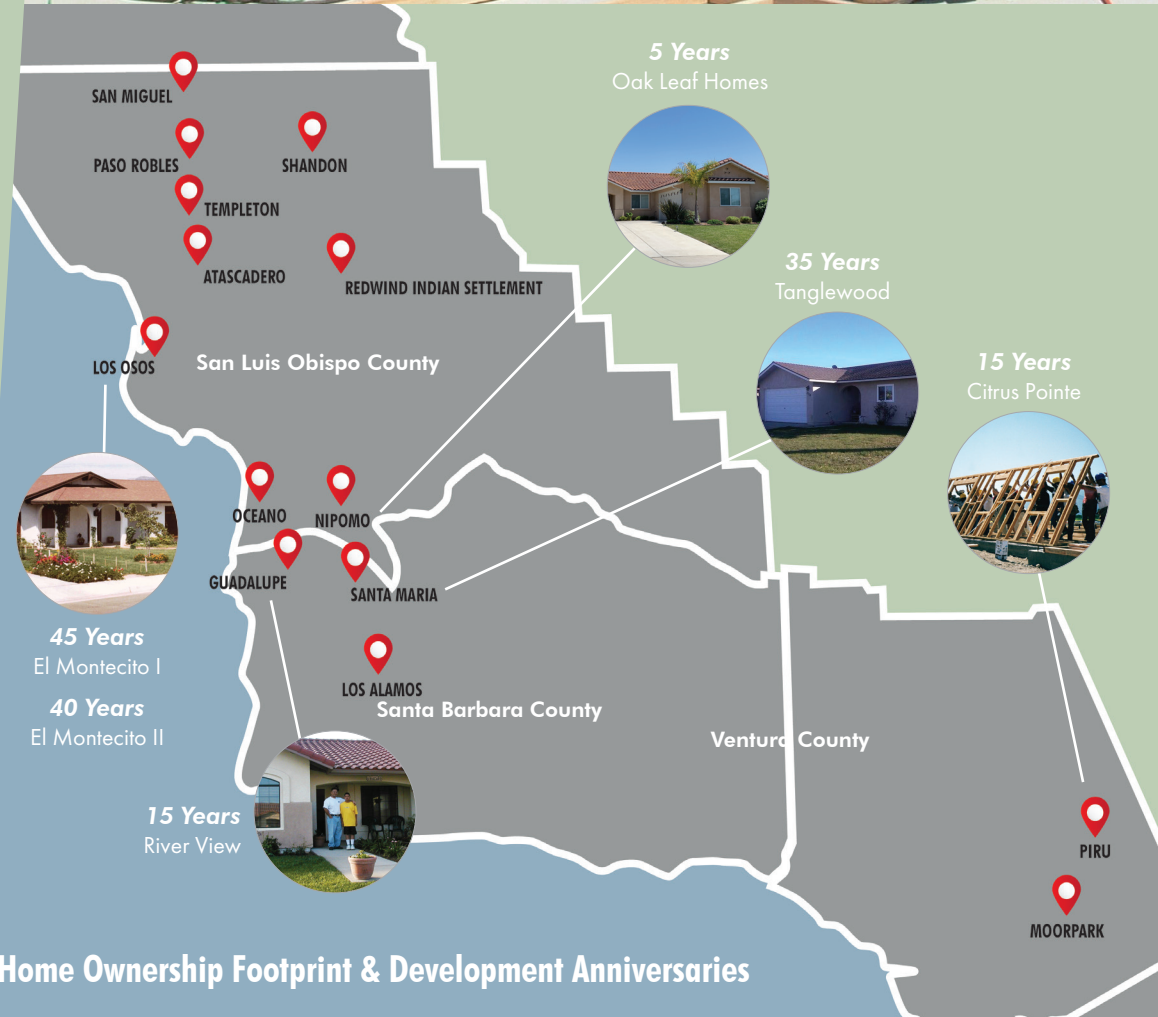 5 Years
Oak Leaf Homes
SAN MIGUEL
PASO ROBLES
SHANDON
TEMPLETON
ATASCADERO
REDWIND INDIAN SETTLEMENT
35 Years
Tanglewood
LOS OSOS
San Luis Obispo County
15 Years
Citrus Pointe
OCEANO
NIPOMO
GUADALUPE
SANTA MARIA
45 Years
El Montecito I
40 Years
El Montecito II
LOS ALAMOS
Santa Barbara County
Ventura County
15 Years
River View
PIRU
MOORPARK
Home Ownership Footprint & Development Anniversaries